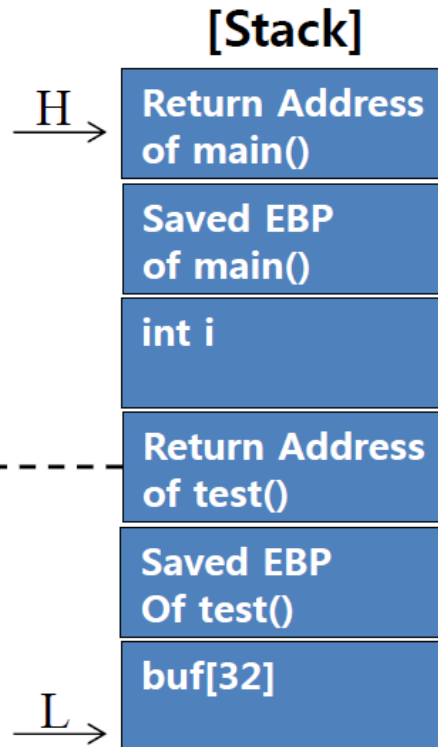 [Stack]
H
Return Address
of main()
Saved EBP
of main()
int i
Return Address
of test()
Saved EBP
Of test()
buf[32]
L